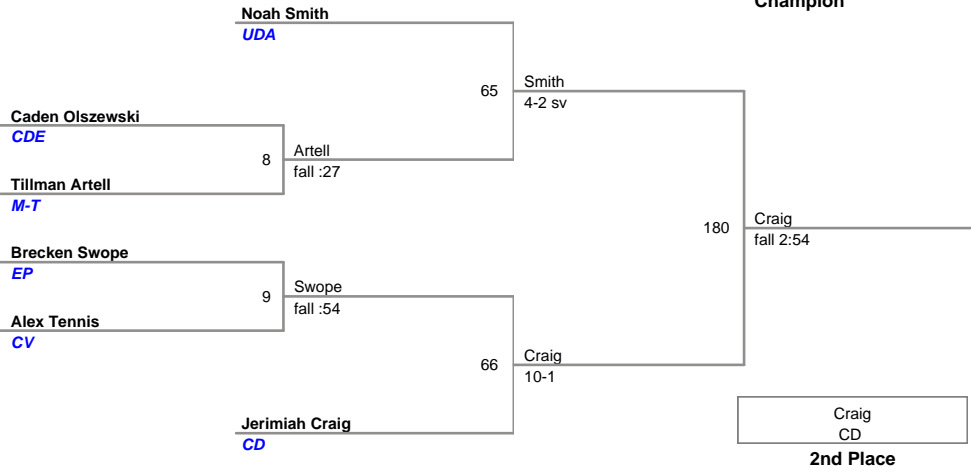 Champion
Noah Smith
UDA
65
Smith
4-2 sv
Caden Olszewski
CDE
8
Artell
fall :27
Tillman Artell
M-T
180
Craig
fall 2:54
Brecken Swope
EP
9
Swope
fall :54
Alex Tennis
CV
66
Craig
10-1
Jerimiah Craig
CD
Craig
CD
2nd Place